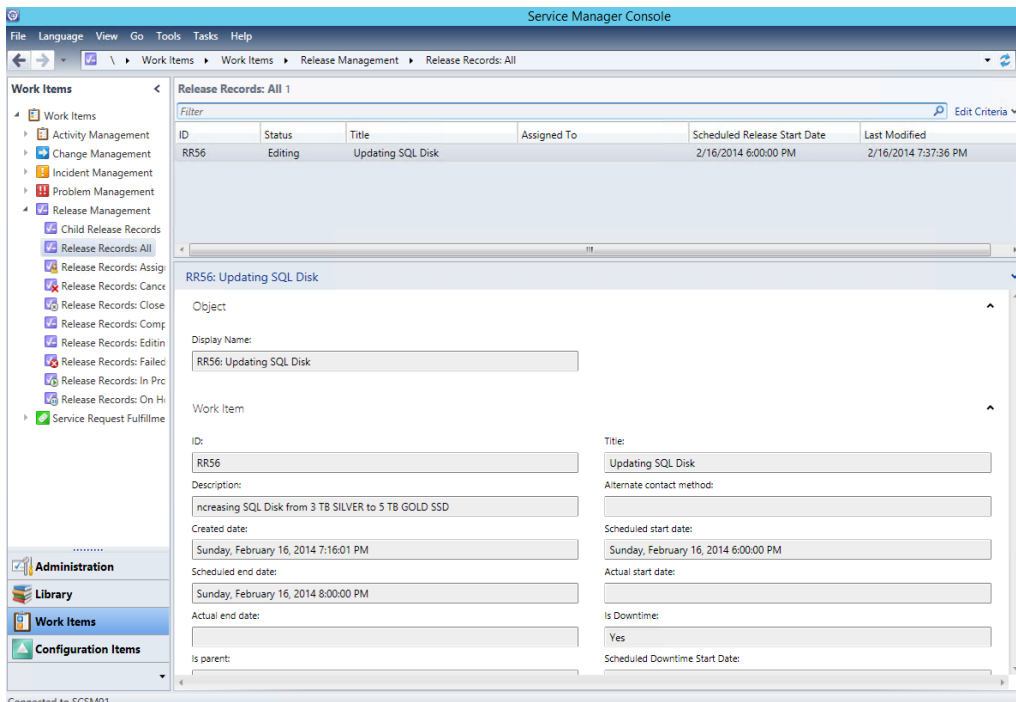 Service Manager Console
File Language View Go Tools Tasks Help
\ Work Items Work Items Release Management Release Records: All
Work Items
Work Items
Activity Management
Change Management
Incident Management
Problem Management
Release Management
Child Release Records
Release Records: All
Release Records: Assig
Release Records: Cance
Release Records: Close
Release Records: Comp
Release Records: Editin
Release Records: Failed
Release Records: In Pro
Release Records: On H
Service Request Fulfillme
Administration
Library
Work Items
Configuration Items
Release Records: All 1
Filter Edit Criteria
ID Status Title Assigned To Scheduled Release Start Date Last Modified
RR56 Editing Updating SQL Disk 2/16/2014 6:00:00 PM 2/16/2014 7:37:36 PM
RR56: Updating SQL Disk
Object
Display Name:
RR56: Updating SQL Disk
Work Item
ID: Title:
RR56 Updating SQL Disk
Description: Alternate contact method:
ncreasing SQL Disk from 3 TB SILVER to 5 TB GOLD SSD
Created date: Scheduled start date:
Sunday, February 16, 2014 7:16:01 PM Sunday, February 16, 2014 6:00:00 PM
Scheduled end date: Actual start date:
Sunday, February 16, 2014 8:00:00 PM
Actual end date: Is Downtime:
Yes
Is parent: Scheduled Downtime Start Date:
Connected to SCSM01